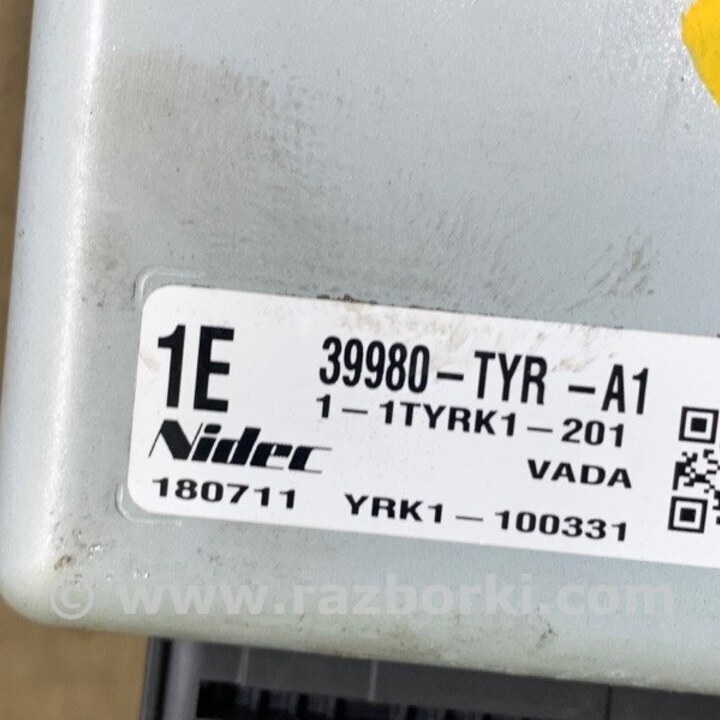 1E 39980-TYR -A1
1-1TYRK1-201
Nidec VADA
180711 YRK1-100331
© www.razborki.com